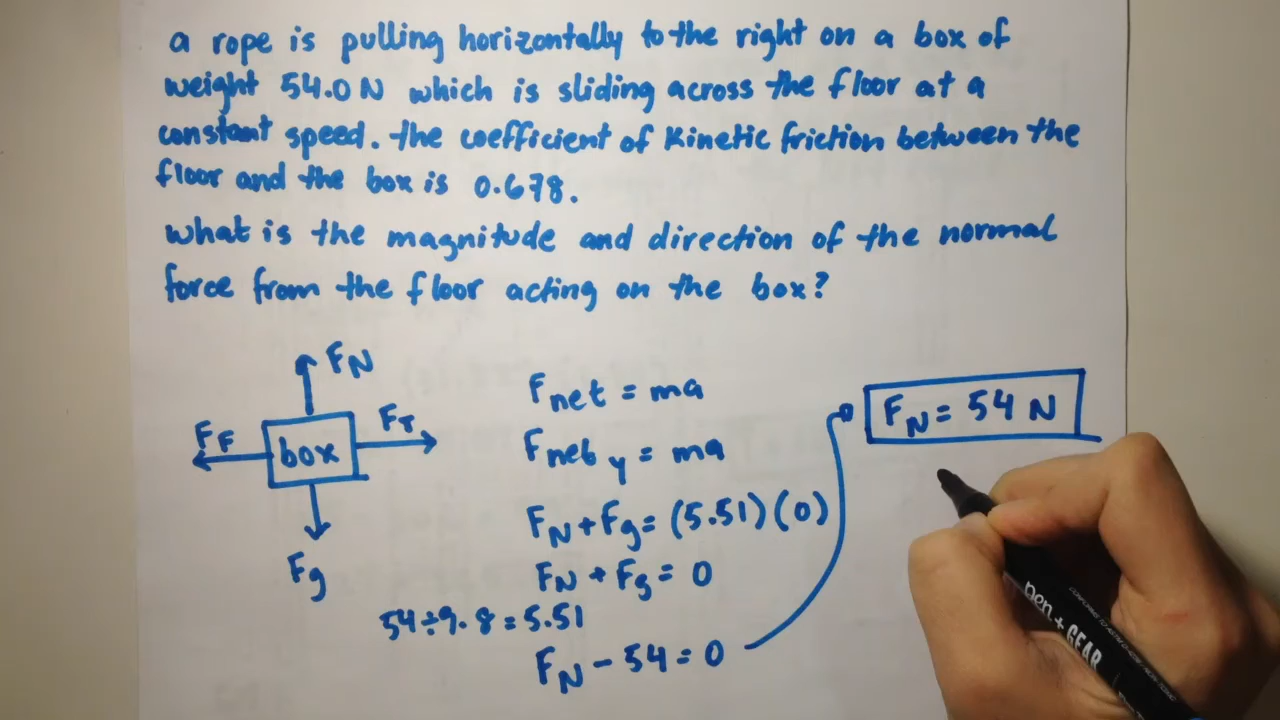 a rope is pulling horizontally to the right on a box of
weight 54.0 N which is sliding across the floor at a
constant speed. the coefficient of Kinetic friction between the
floor and the box is 0.678.
what is the magnitude and direction of the normal
force from the floor acting on the box?
FN
FF
box
FT
Fg
Fnet = ma
Fnet y = ma
FN + Fg = (5.51)(0)
FN + Fg = 0
54÷9.8 = 5.51
FN - 54 = 0
FN = 54 N
pen + GEAR